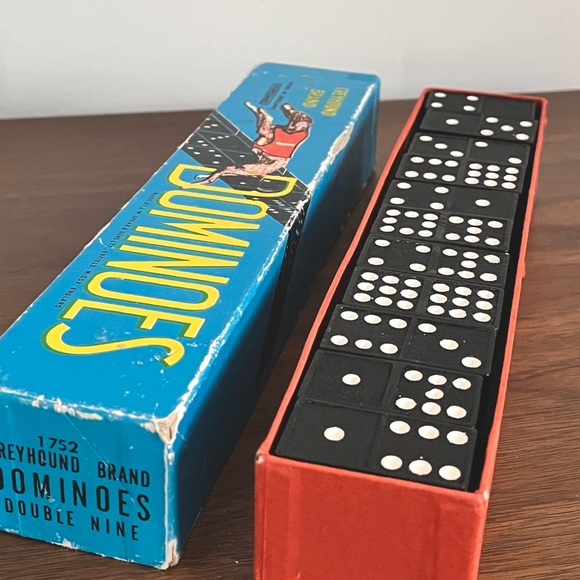 GREYHOUND
BRAND
DOMINOES
1752
REYHOUND BRAND
DOMINOES
DOUBLE NINE